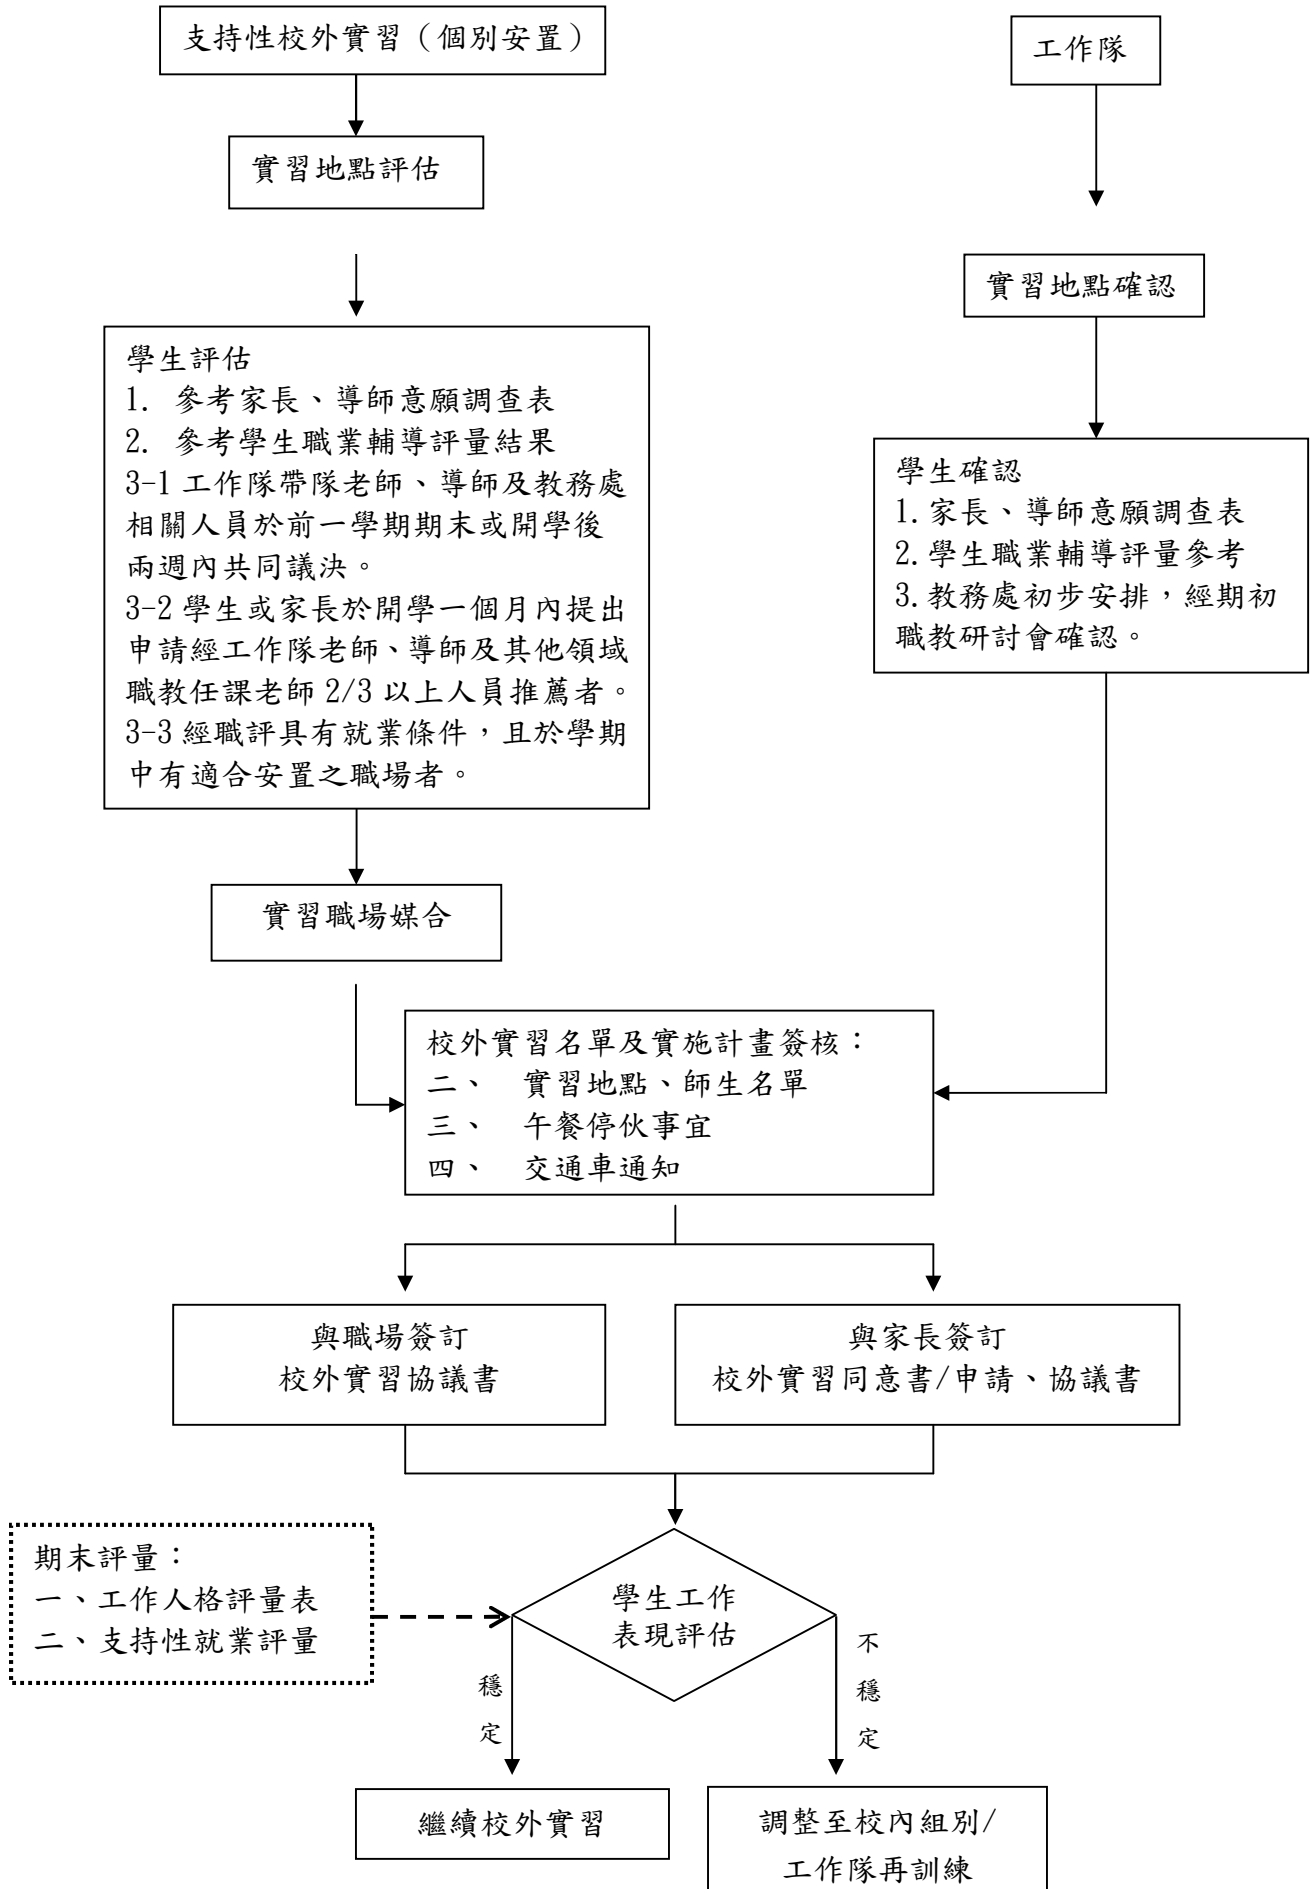 支持性校外實習（個別安置）
工作隊
實習地點評估
實習地點確認
學生評估
1. 參考家長、導師意願調查表
2. 參考學生職業輔導評量結果
3-1 工作隊帶隊老師、導師及教務處
相關人員於前一學期期末或開學後
兩週內共同議決。
3-2 學生或家長於開學一個月內提出
申請經工作隊老師、導師及其他領域
職教任課老師 2/3 以上人員推薦者。
3-3 經職評具有就業條件，且於學期
中有適合安置之職場者。
學生確認
1.家長、導師意願調查表
2.學生職業輔導評量參考
3.教務處初步安排，經期初
職教研討會確認。
實習職場媒合
校外實習名單及實施計畫簽核：
二、 實習地點、師生名單
三、 午餐停伙事宜
四、 交通車通知
與職場簽訂
校外實習協議書
與家長簽訂
校外實習同意書/申請、協議書
期末評量：
一、工作人格評量表
二、支持性就業評量
學生工作
表現評估
穩定
不穩定
繼續校外實習
調整至校內組別/
工作隊再訓練